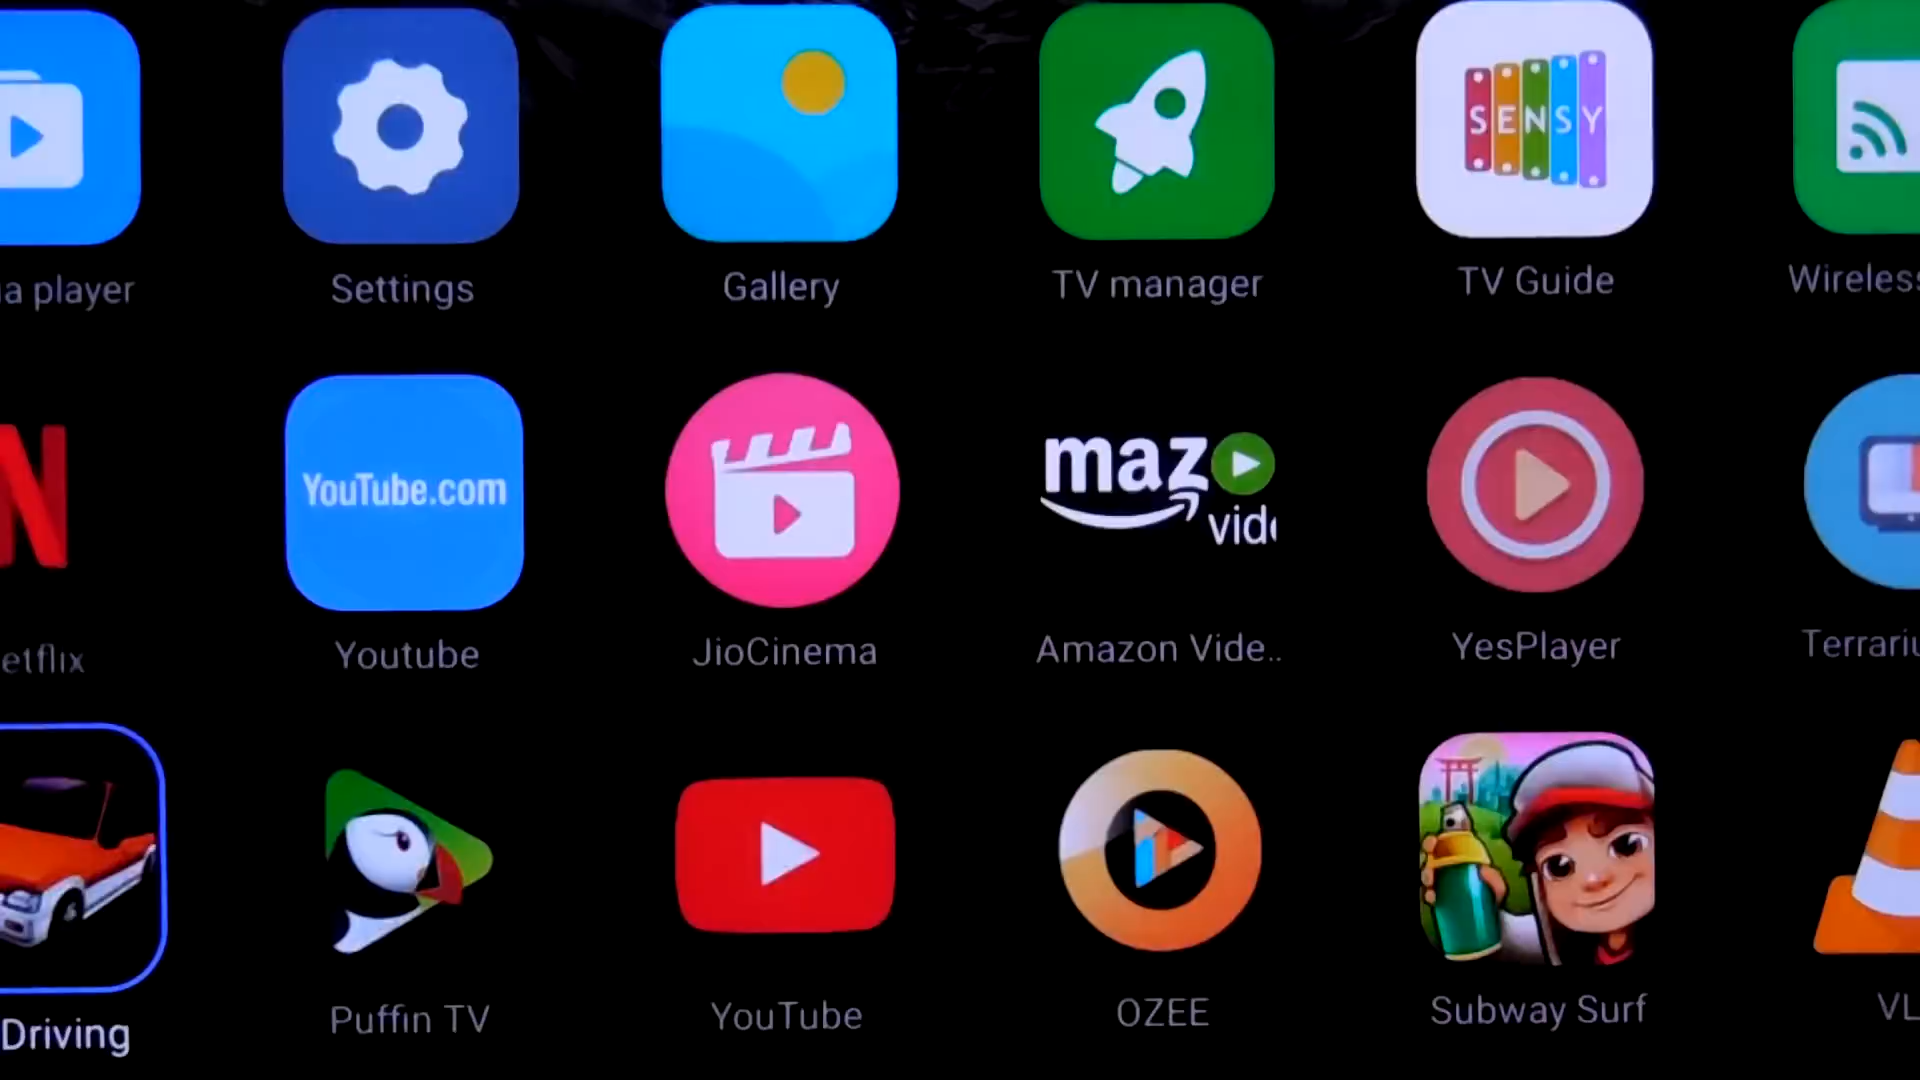 SENSY
a player
Settings
Gallery
TV manager
TV Guide
Wireless
N
YouTube.com
maz
vid
etflix
Youtube
JioCinema
Amazon Vide..
YesPlayer
Terrariu
Driving
Puffin TV
YouTube
OZEE
Subway Surf
VL